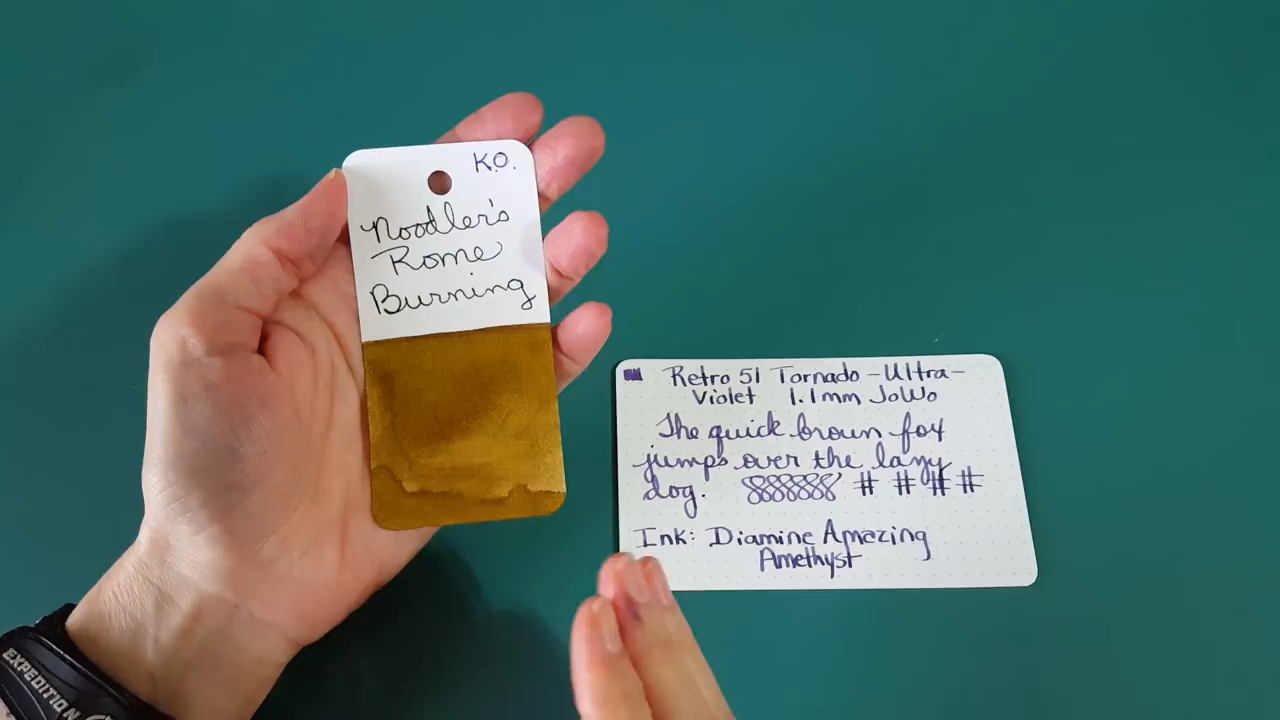 K.O.
Noodler's
Rome
Burning
Retro 51 Tornado - Ultra-
Violet 1.1mm JoWo
The quick brown fox
jumps over the lazy
dog. # # # #
Ink: Diamine Amazing
Amethyst
EXPEDITION